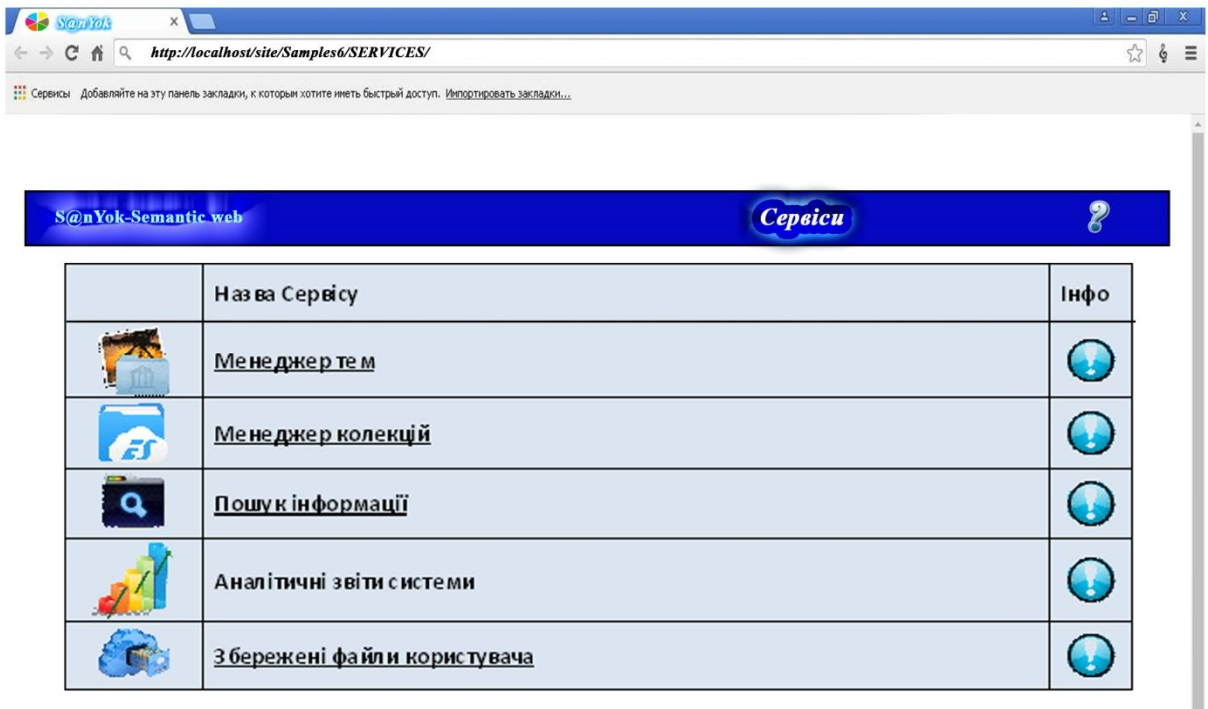 S@nYok
http://localhost/site/Samples6/SERVICES/
Сервисы Добавляйте на эту панель закладки, к которым хотите иметь быстрый доступ. Импортировать закладки...
S@nYok-Semantic web Сервіси ?
Назва Сервісу Інфо
Менеджер тем
Менеджер колекцій
Пошук інформації
Аналітичні звіти системи
Збережені файли користувача